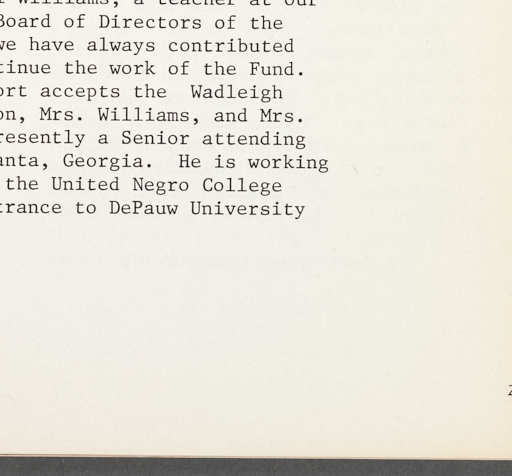 Williams, a teacher at our
Board of Directors of the
we have always contributed
tinue the work of the Fund.
ort accepts the Wadleigh
on, Mrs. Williams, and Mrs.
resently a Senior attending
anta, Georgia. He is working
the United Negro College
trance to DePauw University
2